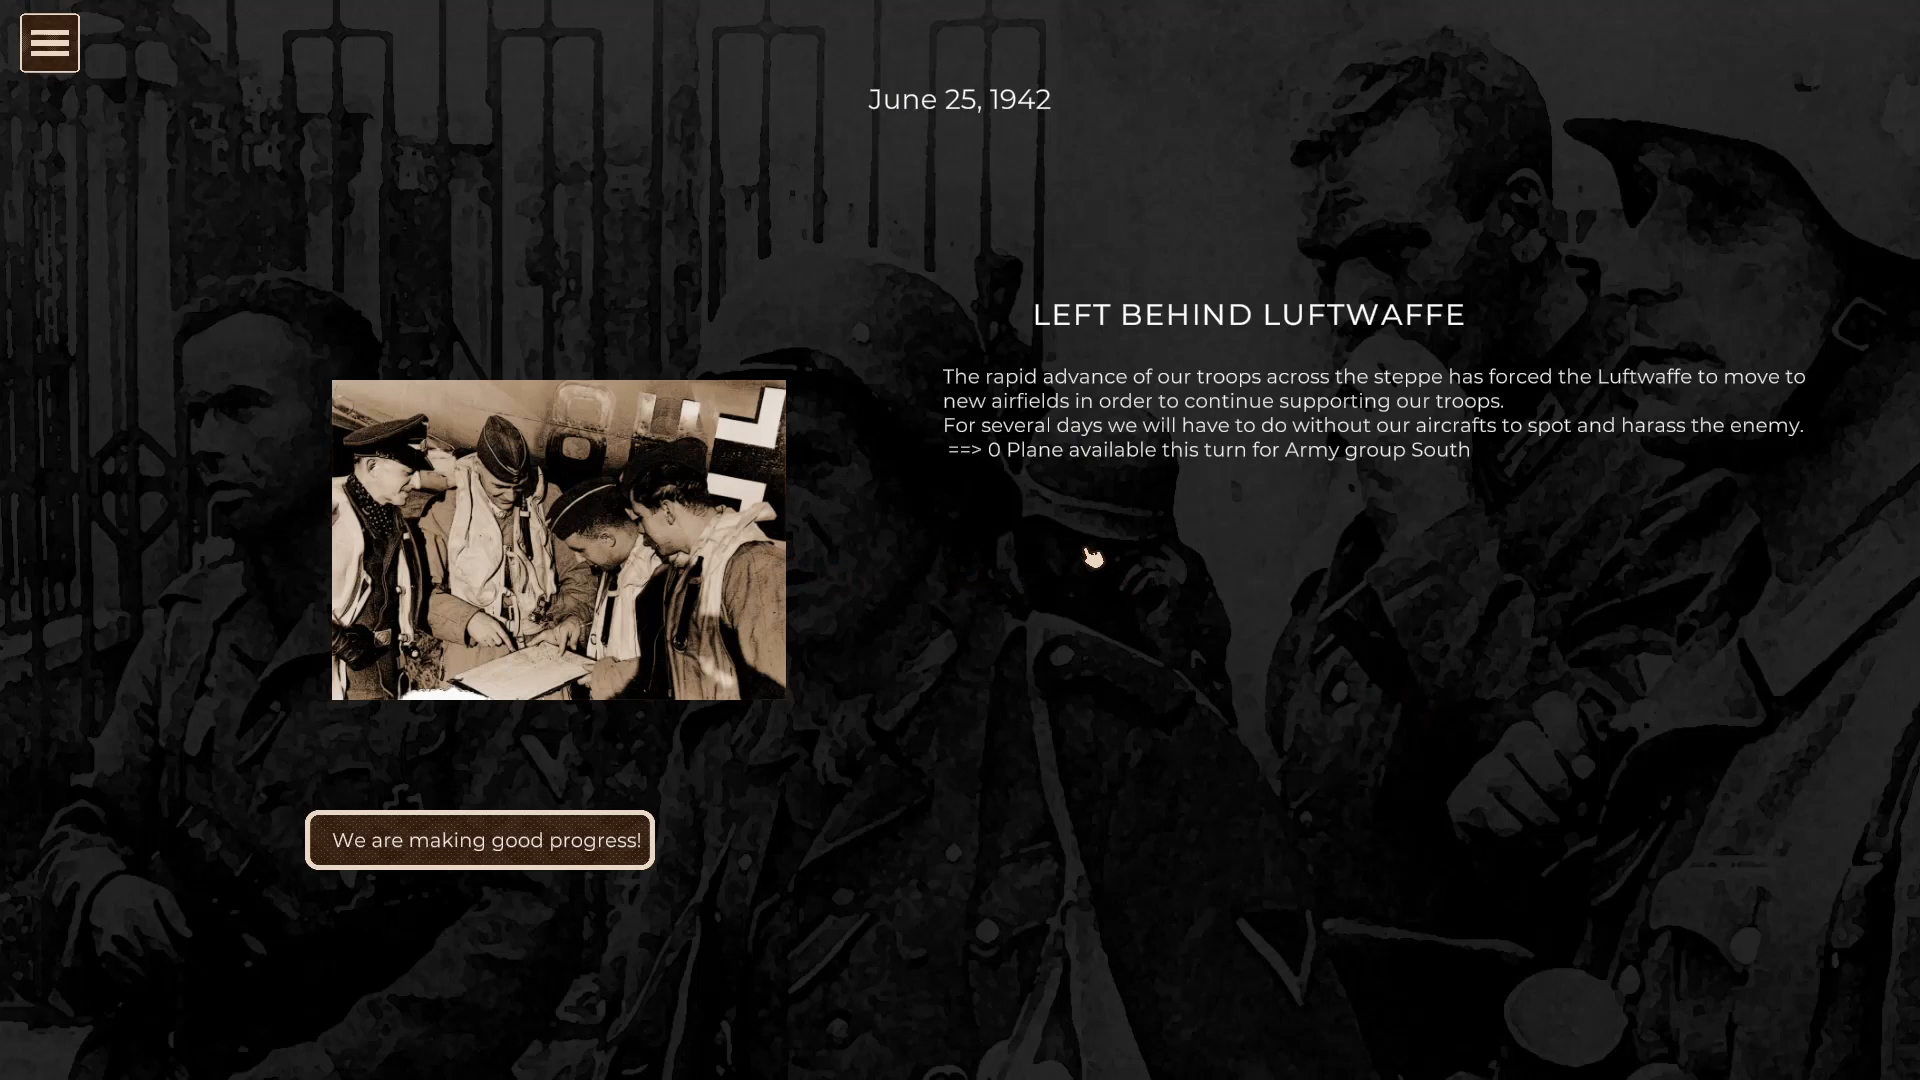 June 25, 1942
LEFT BEHIND LUFTWAFFE
The rapid advance of our troops across the steppe has forced the Luftwaffe to move to
new airfields in order to continue supporting our troops.
For several days we will have to do without our aircrafts to spot and harass the enemy.
==> 0 Plane available this turn for Army group South
We are making good progress!